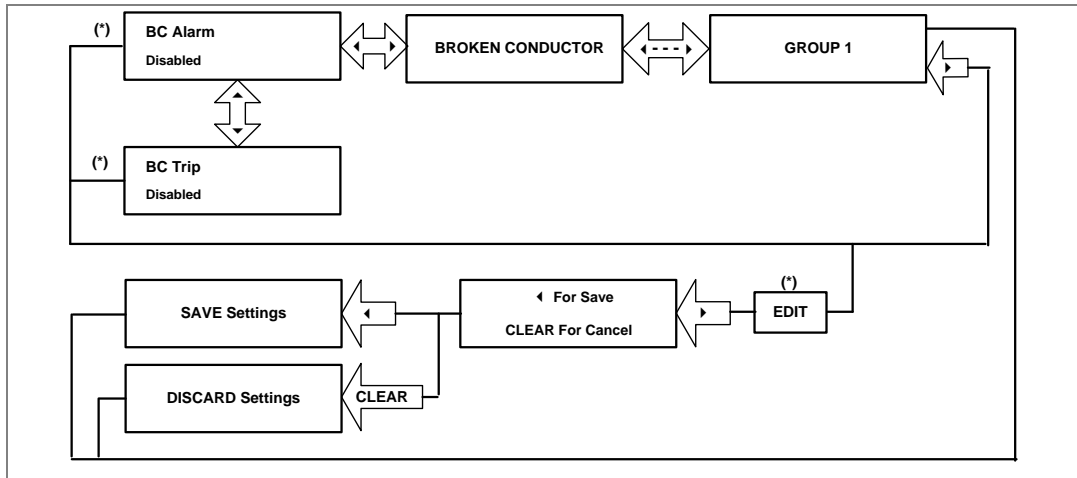 (*)
BC Alarm
Disabled
BROKEN CONDUCTOR
GROUP 1
(*)
BC Trip
Disabled
SAVE Settings
For Save
CLEAR For Cancel
(*)
EDIT
DISCARD Settings
CLEAR